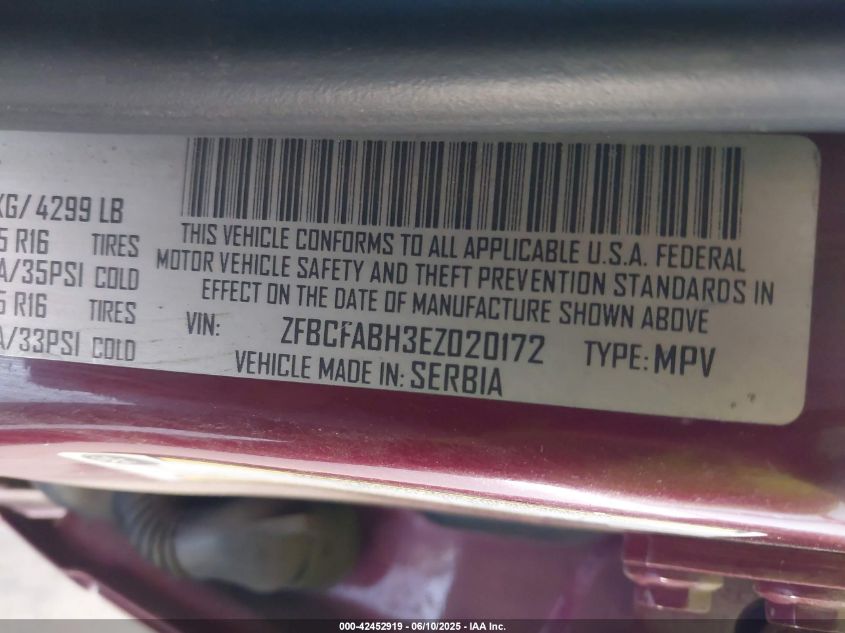 KG/ 4299 LB
5 R16 TIRES
A/35PSI COLD
5 R16 TIRES
A/33PSI COLD
THIS VEHICLE CONFORMS TO ALL APPLICABLE U.S.A. FEDERAL
MOTOR VEHICLE SAFETY AND THEFT PREVENTION STANDARDS IN
EFFECT ON THE DATE OF MANUFACTURE SHOWN ABOVE
VIN: ZFBCFABH3EZ020172 TYPE: MPV
VEHICLE MADE IN: SERBIA
000-42452919 - 06/10/2025 - IAA Inc.